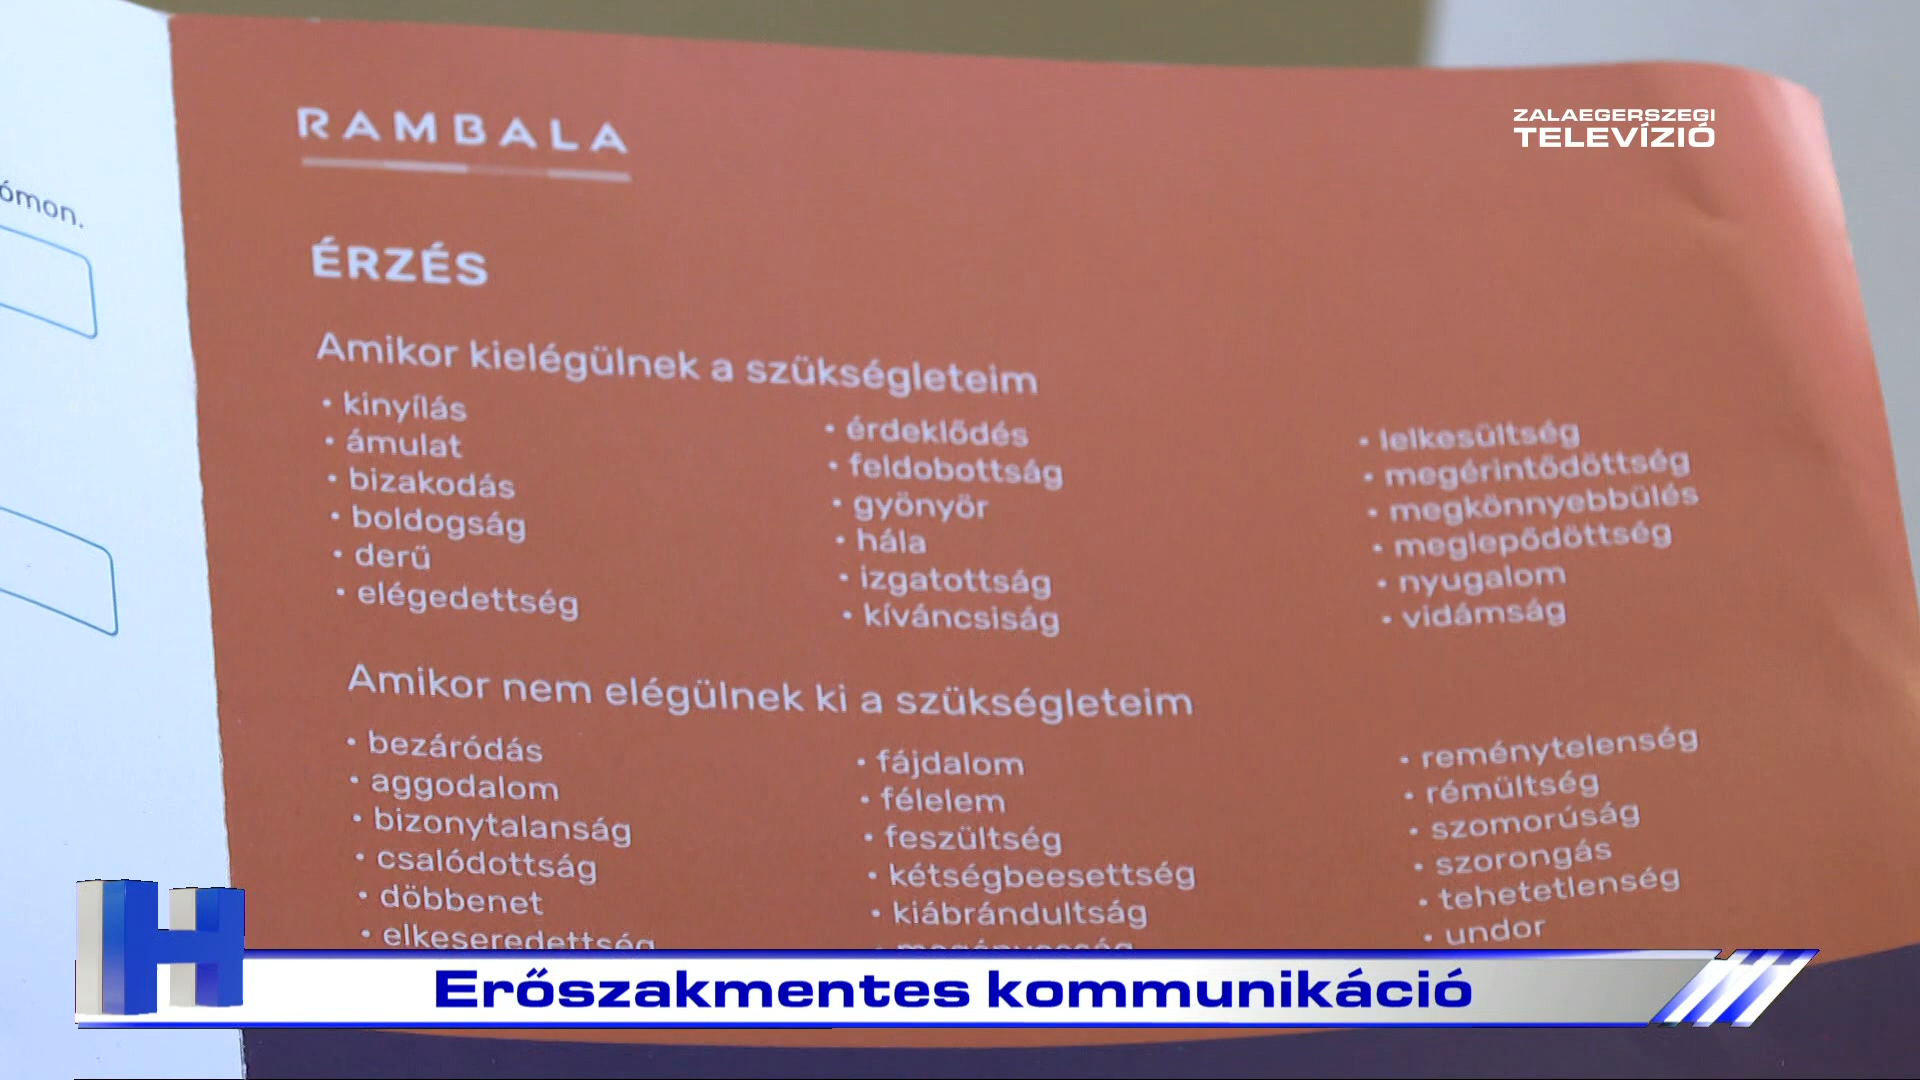 ZALAEGERSZEGI
TELEVÍZIÓ
RAMBALA
ómon.
ÉRZÉS
Amikor kielégülnek a szükségleteim
• kinyílás
• ámulat
• bizakodás
• boldogság
• derű
• elégedettség
• érdeklődés
• feldobottság
• gyönyör
• hála
• izgatottság
• kíváncsiság
• lelkesültség
• megérintődöttség
• megkönnyebbülés
• meglepődöttség
• nyugalom
• vidámság
Amikor nem elégülnek ki a szükségleteim
• bezáródás
• aggodalom
• bizonytalanság
• csalódottság
• döbbenet
• elkeseredettség
• fájdalom
• félelem
• feszültség
• kétségbeesettség
• kiábrándultság
• magányosság
• reménytelenség
• rémültség
• szomorúság
• szorongás
• tehetetlenség
• undor
H
Erőszakmentes kommunikáció